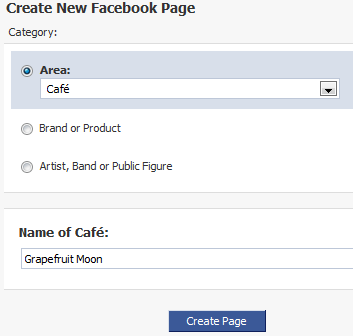 Create New Facebook Page
Category:
Area:
Café
Brand or Product
Artist, Band or Public Figure
Name of Café:
Grapefruit Moon
Create Page